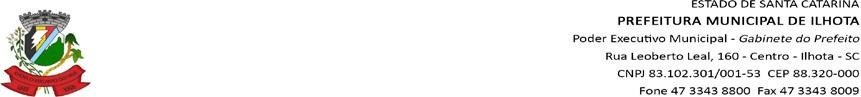 ESTADO DE SANTA CATARINA
PREFEITURA MUNICIPAL DE ILHOTA
Poder Executivo Municipal - Gabinete do Prefeito
Rua Leoberto Leal, 160 - Centro - Ilhota - SC
CNPJ 83.102.301/001-53 CEP 88.320-000
Fone 47 3343 8800 Fax 47 3343 8009